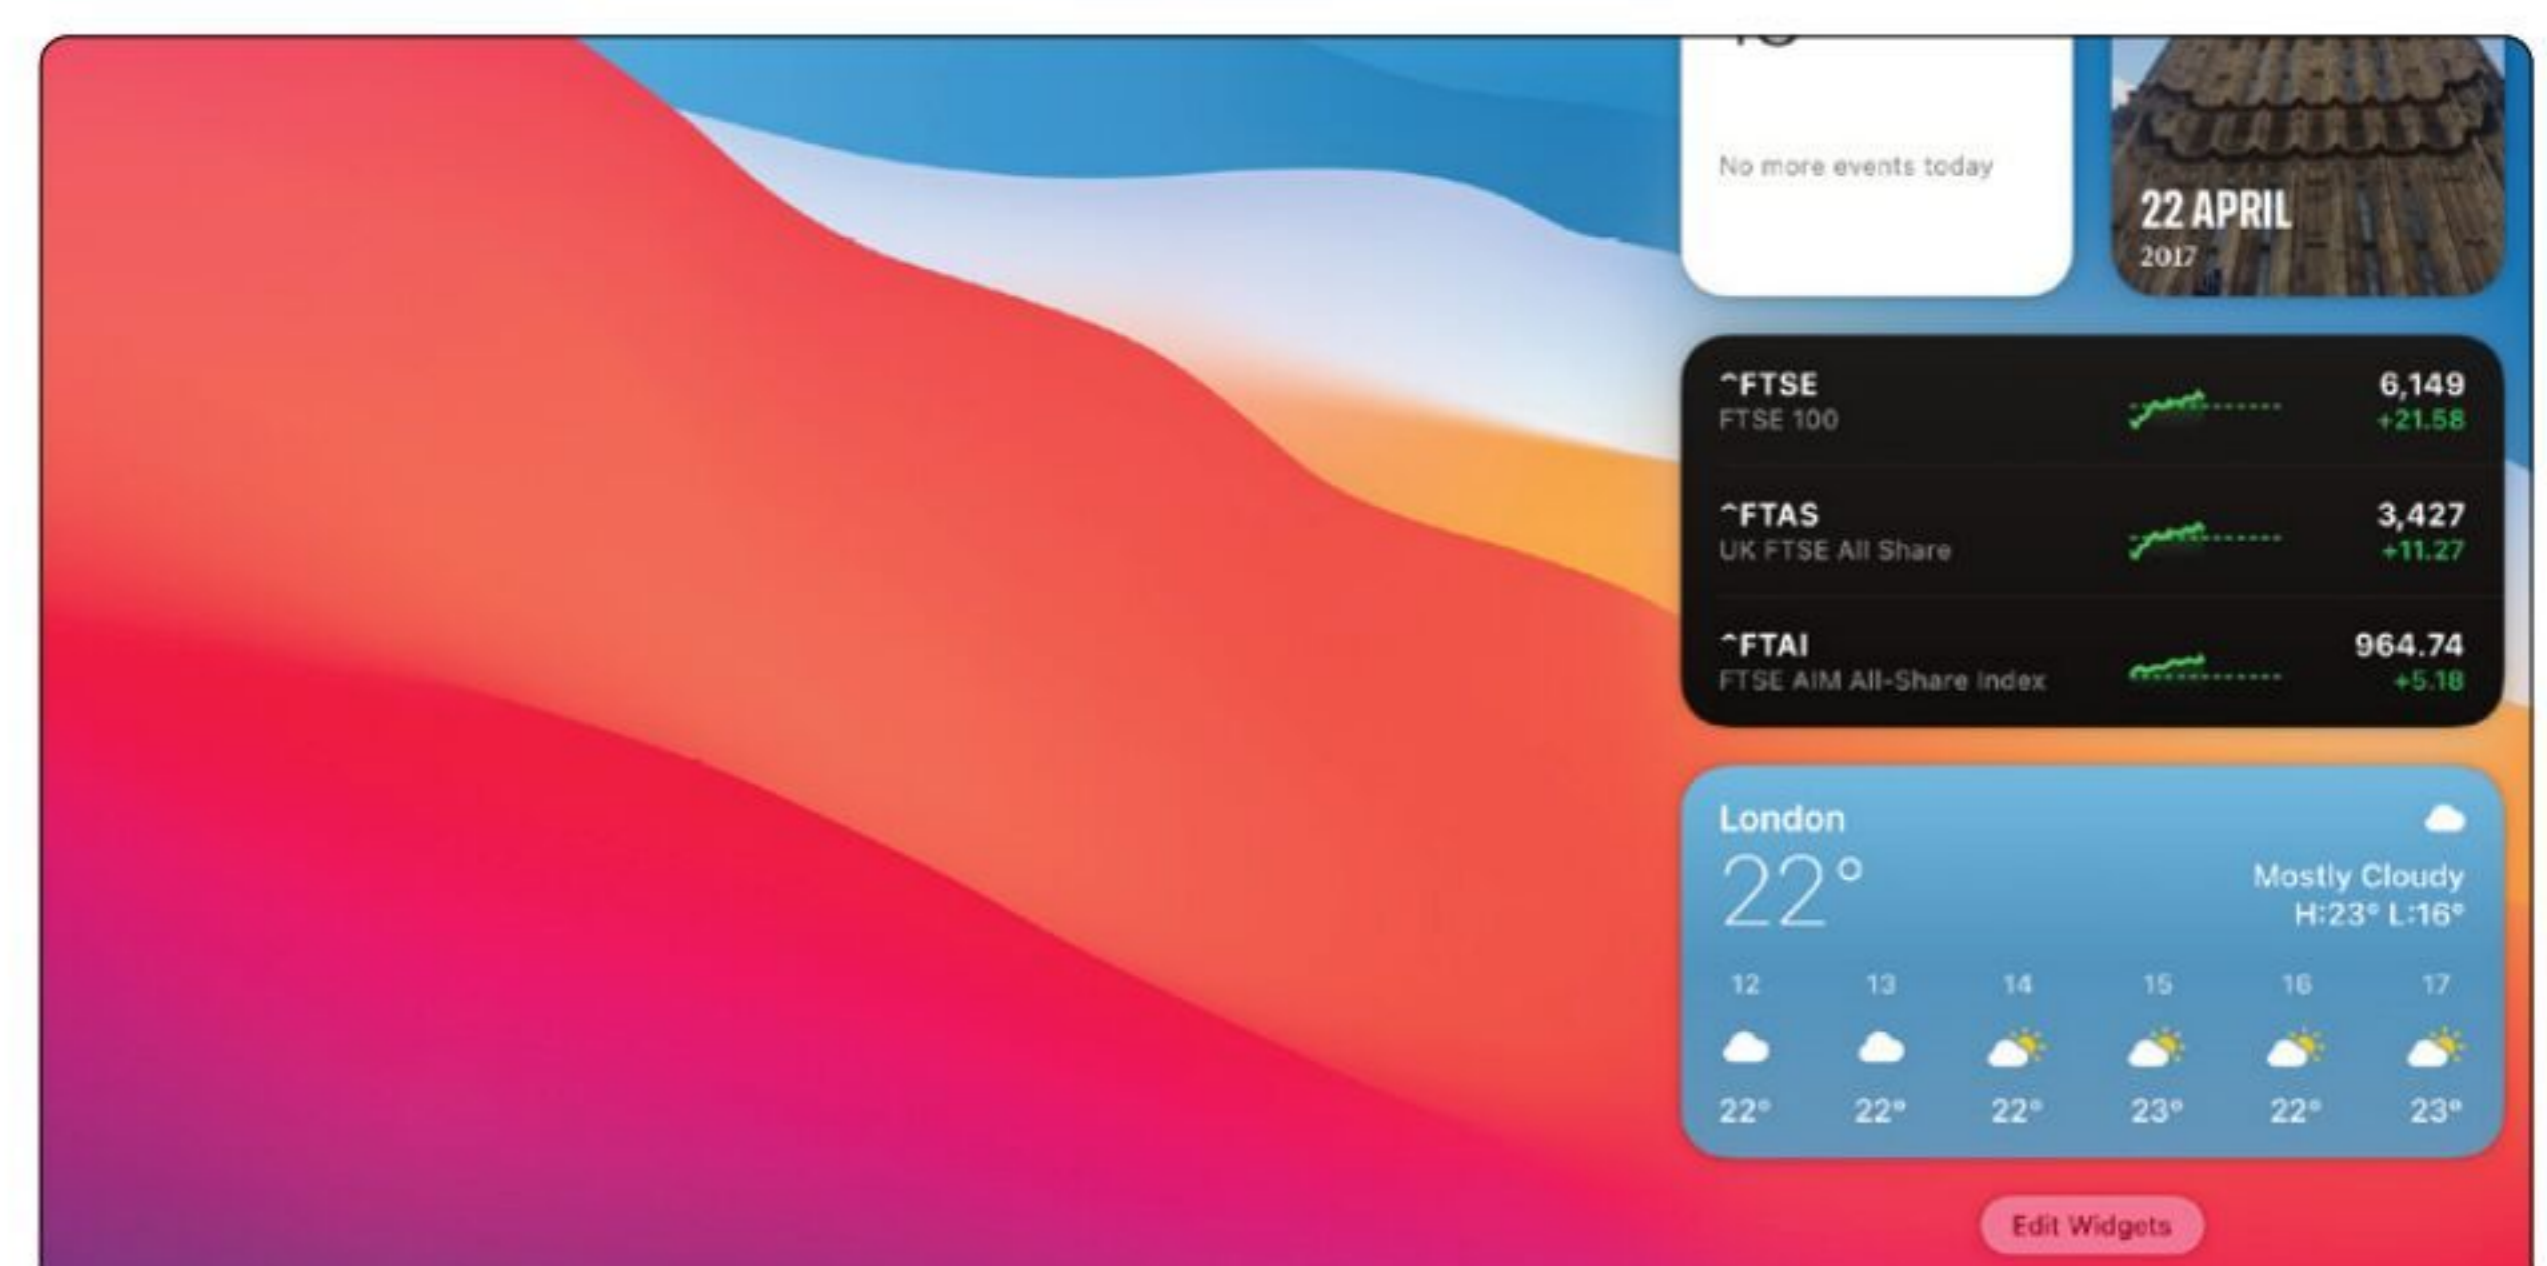 No more events today
22 APRIL
2017
^FTSE
FTSE 100
6,149
+21.58
^FTAS
UK FTSE All Share
3,427
+11.27
^FTAI
FTSE AIM All-Share Index
964.74
+5.18
London
22°
Mostly Cloudy
H:23° L:16°
12 13 14 15 16 17
22° 22° 22° 23° 22° 23°
Edit Widgets